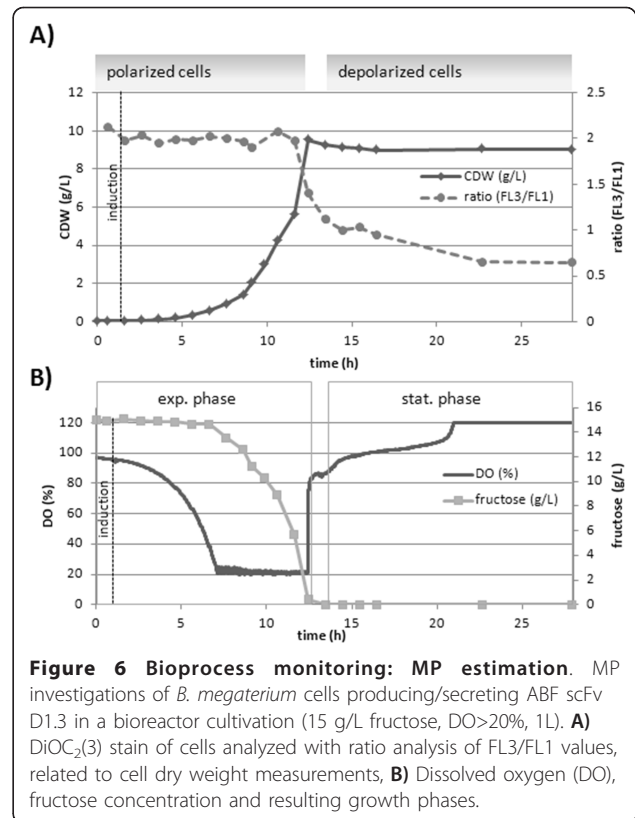 A)
polarized cells depolarized cells
12 2.5
10 2
8 1.5
6
4 1
2 0.5
0 0
CDW (g/L)
induction
CDW (g/L)
ratio (FL3/FL1)
ratio (FL3/FL1)
0 5 10 15 20 25
time (h)
B)
exp. phase stat. phase
120 16
100 14
80 12
60 10
40 8
20 6
0 4
2
0
DO (%)
induction
DO (%)
fructose (g/L)
fructose (g/L)
0 5 10 15 20 25
time (h)
Figure 6 Bioprocess monitoring: MP estimation. MP
investigations of B. megaterium cells producing/secreting ABF scFv
D1.3 in a bioreactor cultivation (15 g/L fructose, DO>20%, 1L). A)
DiOC₂(3) stain of cells analyzed with ratio analysis of FL3/FL1 values,
related to cell dry weight measurements, B) Dissolved oxygen (DO),
fructose concentration and resulting growth phases.